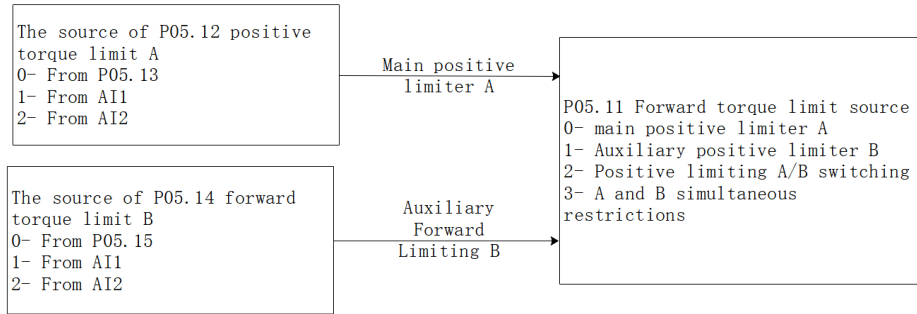 The source of P05.12 positive
torque limit A
0- From P05.13
1- From AI1
2- From AI2
Main positive
limiter A
The source of P05.14 forward
torque limit B
0- From P05.15
1- From AI1
2- From AI2
Auxiliary
Forward
Limiting B
P05.11 Forward torque limit source
0- main positive limiter A
1- Auxiliary positive limiter B
2- Positive limiting A/B switching
3- A and B simultaneous
restrictions